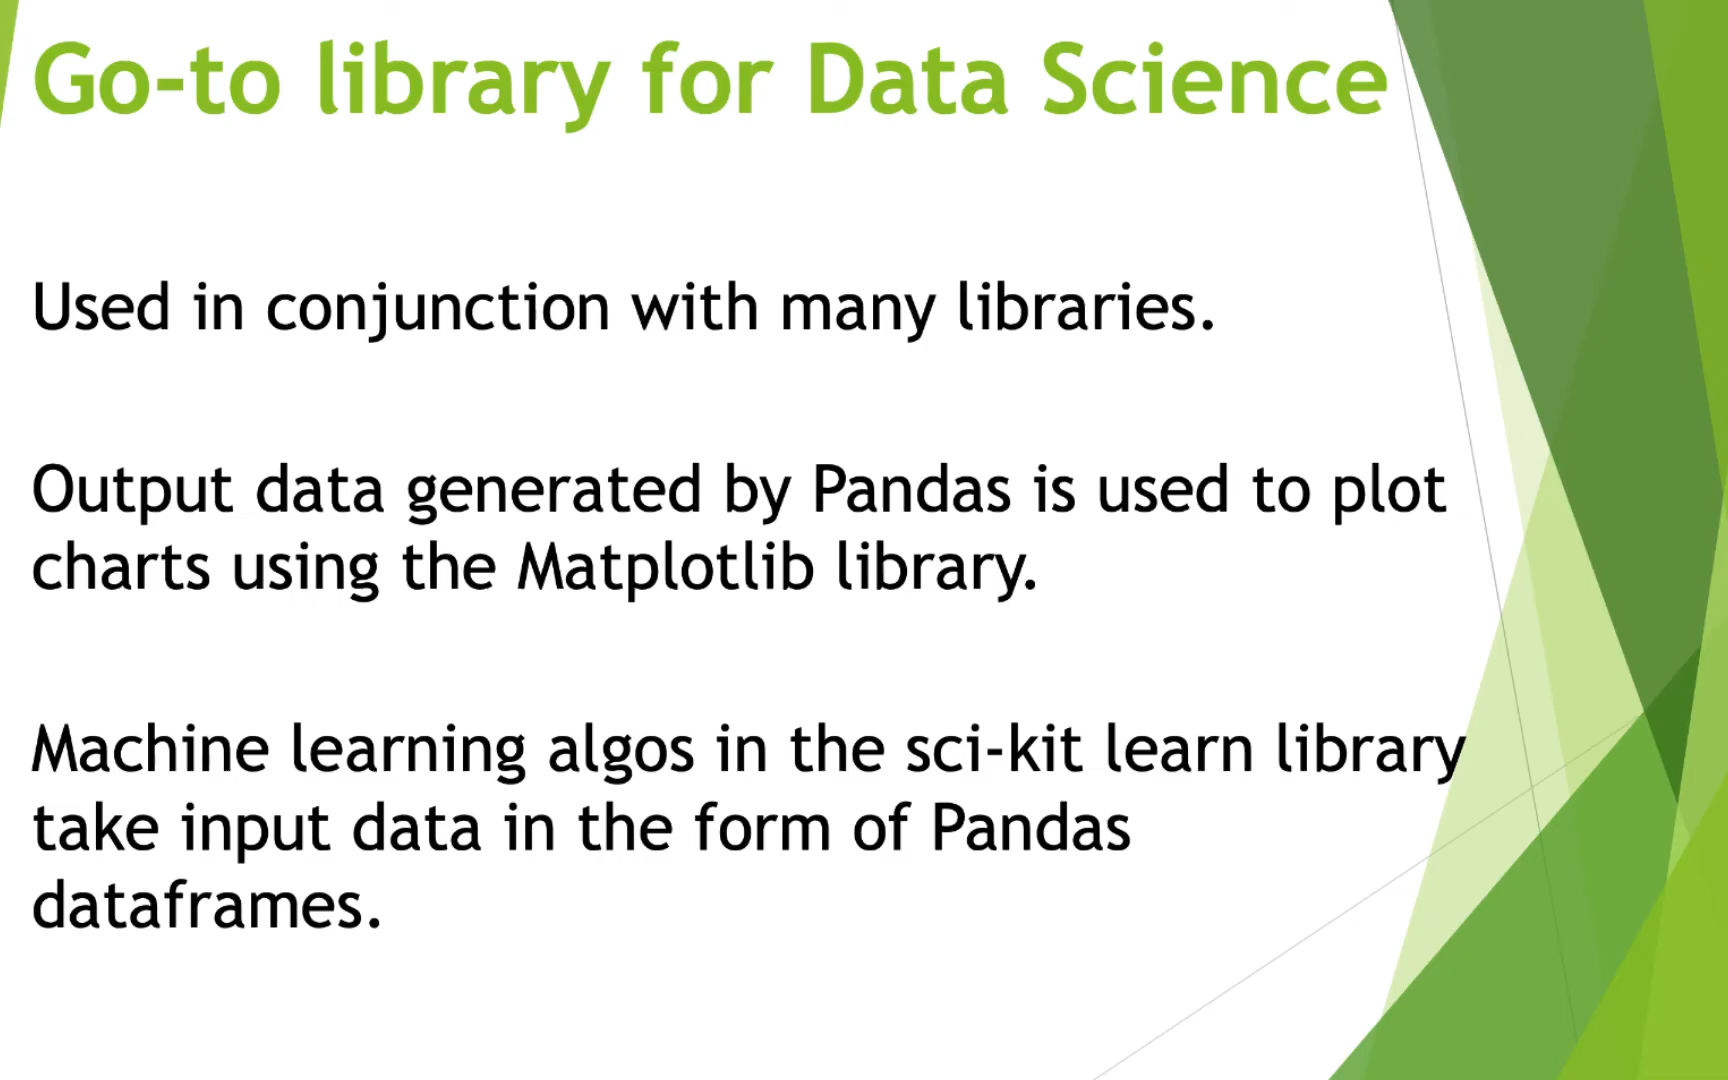 Go-to library for Data Science
Used in conjunction with many libraries.
Output data generated by Pandas is used to plot
charts using the Matplotlib library.
Machine learning algos in the sci-kit learn library
take input data in the form of Pandas
dataframes.